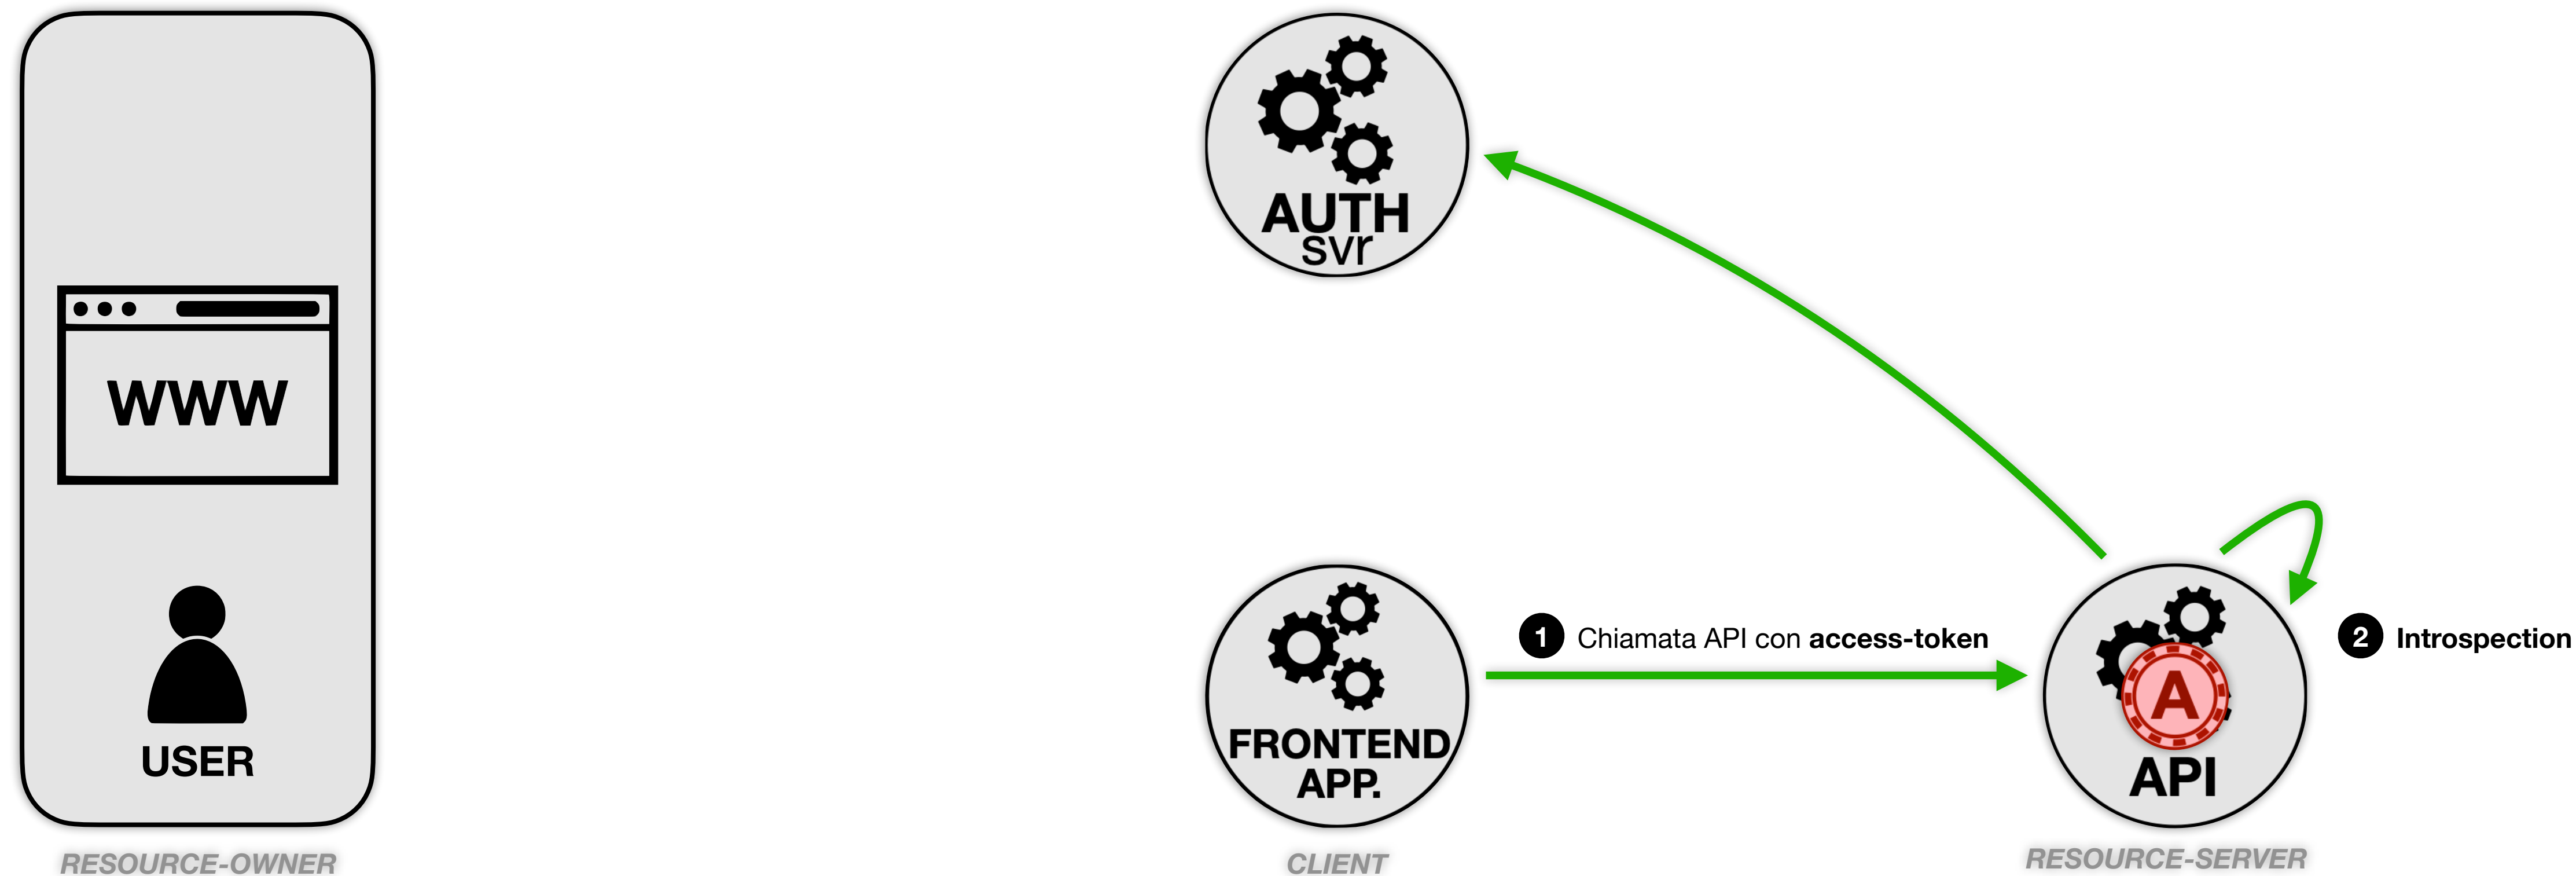 WWW
USER
RESOURCE-OWNER
AUTH
svr
FRONTEND
APP.
CLIENT
1 Chiamata API con access-token
A
API
RESOURCE-SERVER
2 Introspection